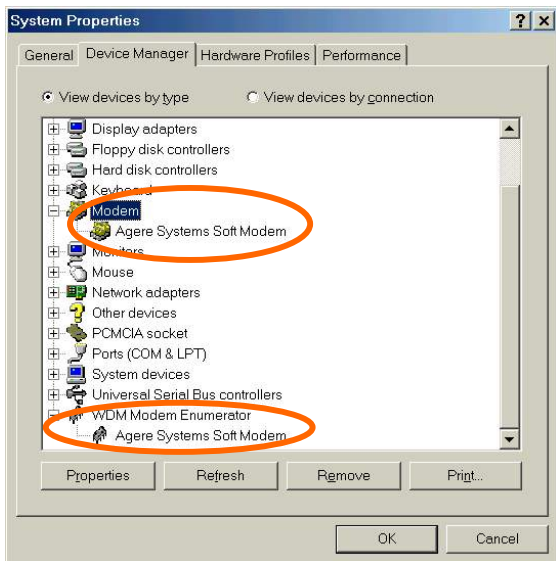 System Properties
General Device Manager Hardware Profiles Performance
View devices by type View devices by connection
Display adapters
Floppy disk controllers
Hard disk controllers
Keyboard
Modem
Agere Systems Soft Modem
Monitors
Mouse
Network adapters
Other devices
PCMCIA socket
Ports (COM & LPT)
System devices
Universal Serial Bus controllers
WDM Modem Enumerator
Agere Systems Soft Modem
Properties Refresh Remove Print...
OK Cancel